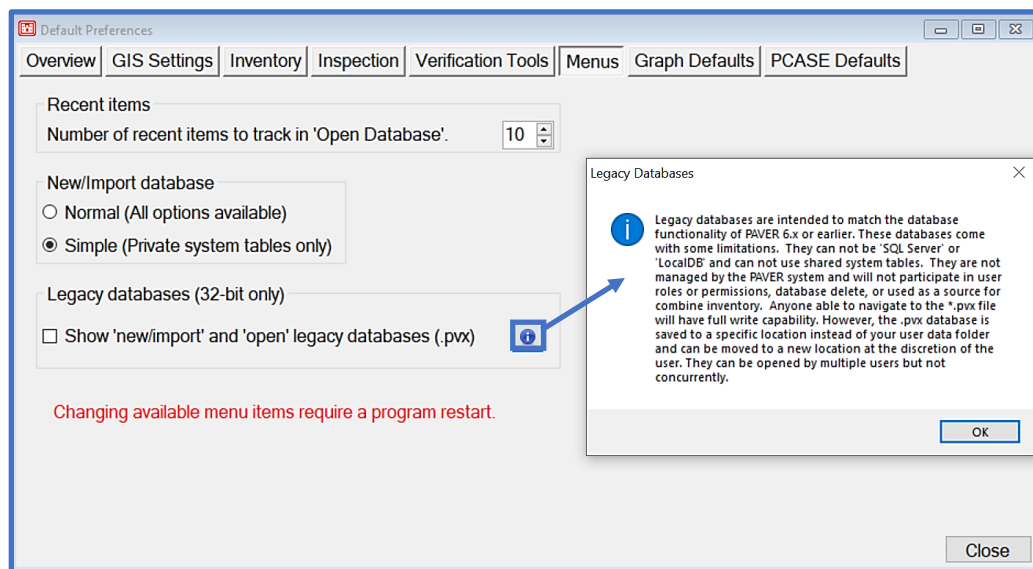 Default Preferences
Overview GIS Settings Inventory Inspection Verification Tools Menus Graph Defaults PCASE Defaults
Recent items
Number of recent items to track in 'Open Database'. 10
New/Import database
Normal (All options available)
Simple (Private system tables only)
Legacy databases (32-bit only)
Show 'new/import' and 'open' legacy databases (.pvx)
Changing available menu items require a program restart.
Legacy Databases
Legacy databases are intended to match the database
functionality of PAVER 6.x or earlier. These databases come
with some limitations. They can not be 'SQL Server' or
'LocalDB' and can not use shared system tables. They are not
managed by the PAVER system and will not participate in user
roles or permissions, database delete, or used as a source for
combine inventory. Anyone able to navigate to the *.pvx file
will have full write capability. However, the .pvx database is
saved to a specific location instead of your user data folder
and can be moved to a new location at the discretion of the
user. They can be opened by multiple users but not
concurrently.
OK
Close